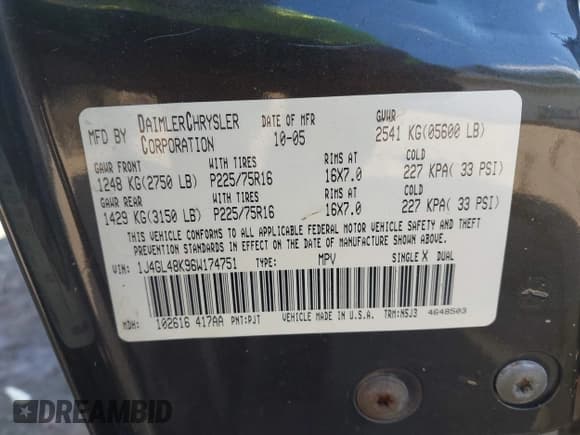 MFD BY DAIMLERCHRYSLER CORPORATION DATE OF MFR 10-05 GVWR 2541 KG(05600 LB)
GAWR FRONT WITH TIRES RIMS AT COLD
1248 KG(2750 LB) P225/75R16 16X7.0 227 KPA( 33 PSI)
GAWR REAR WITH TIRES RIMS AT COLD
1429 KG(3150 LB) P225/75R16 16X7.0 227 KPA( 33 PSI)
THIS VEHICLE CONFORMS TO ALL APPLICABLE FEDERAL MOTOR VEHICLE SAFETY AND THEFT
PREVENTION STANDARDS IN EFFECT ON THE DATE OF MANUFACTURE SHOWN ABOVE.
VIN: 1J4GL48K96W174751 TYPE: MPV SINGLE X DUAL
MDH: 102616 417AA PNT:PJT VEHICLE MADE IN U.S.A. TRM:N5J3 4648503
DREAMBID